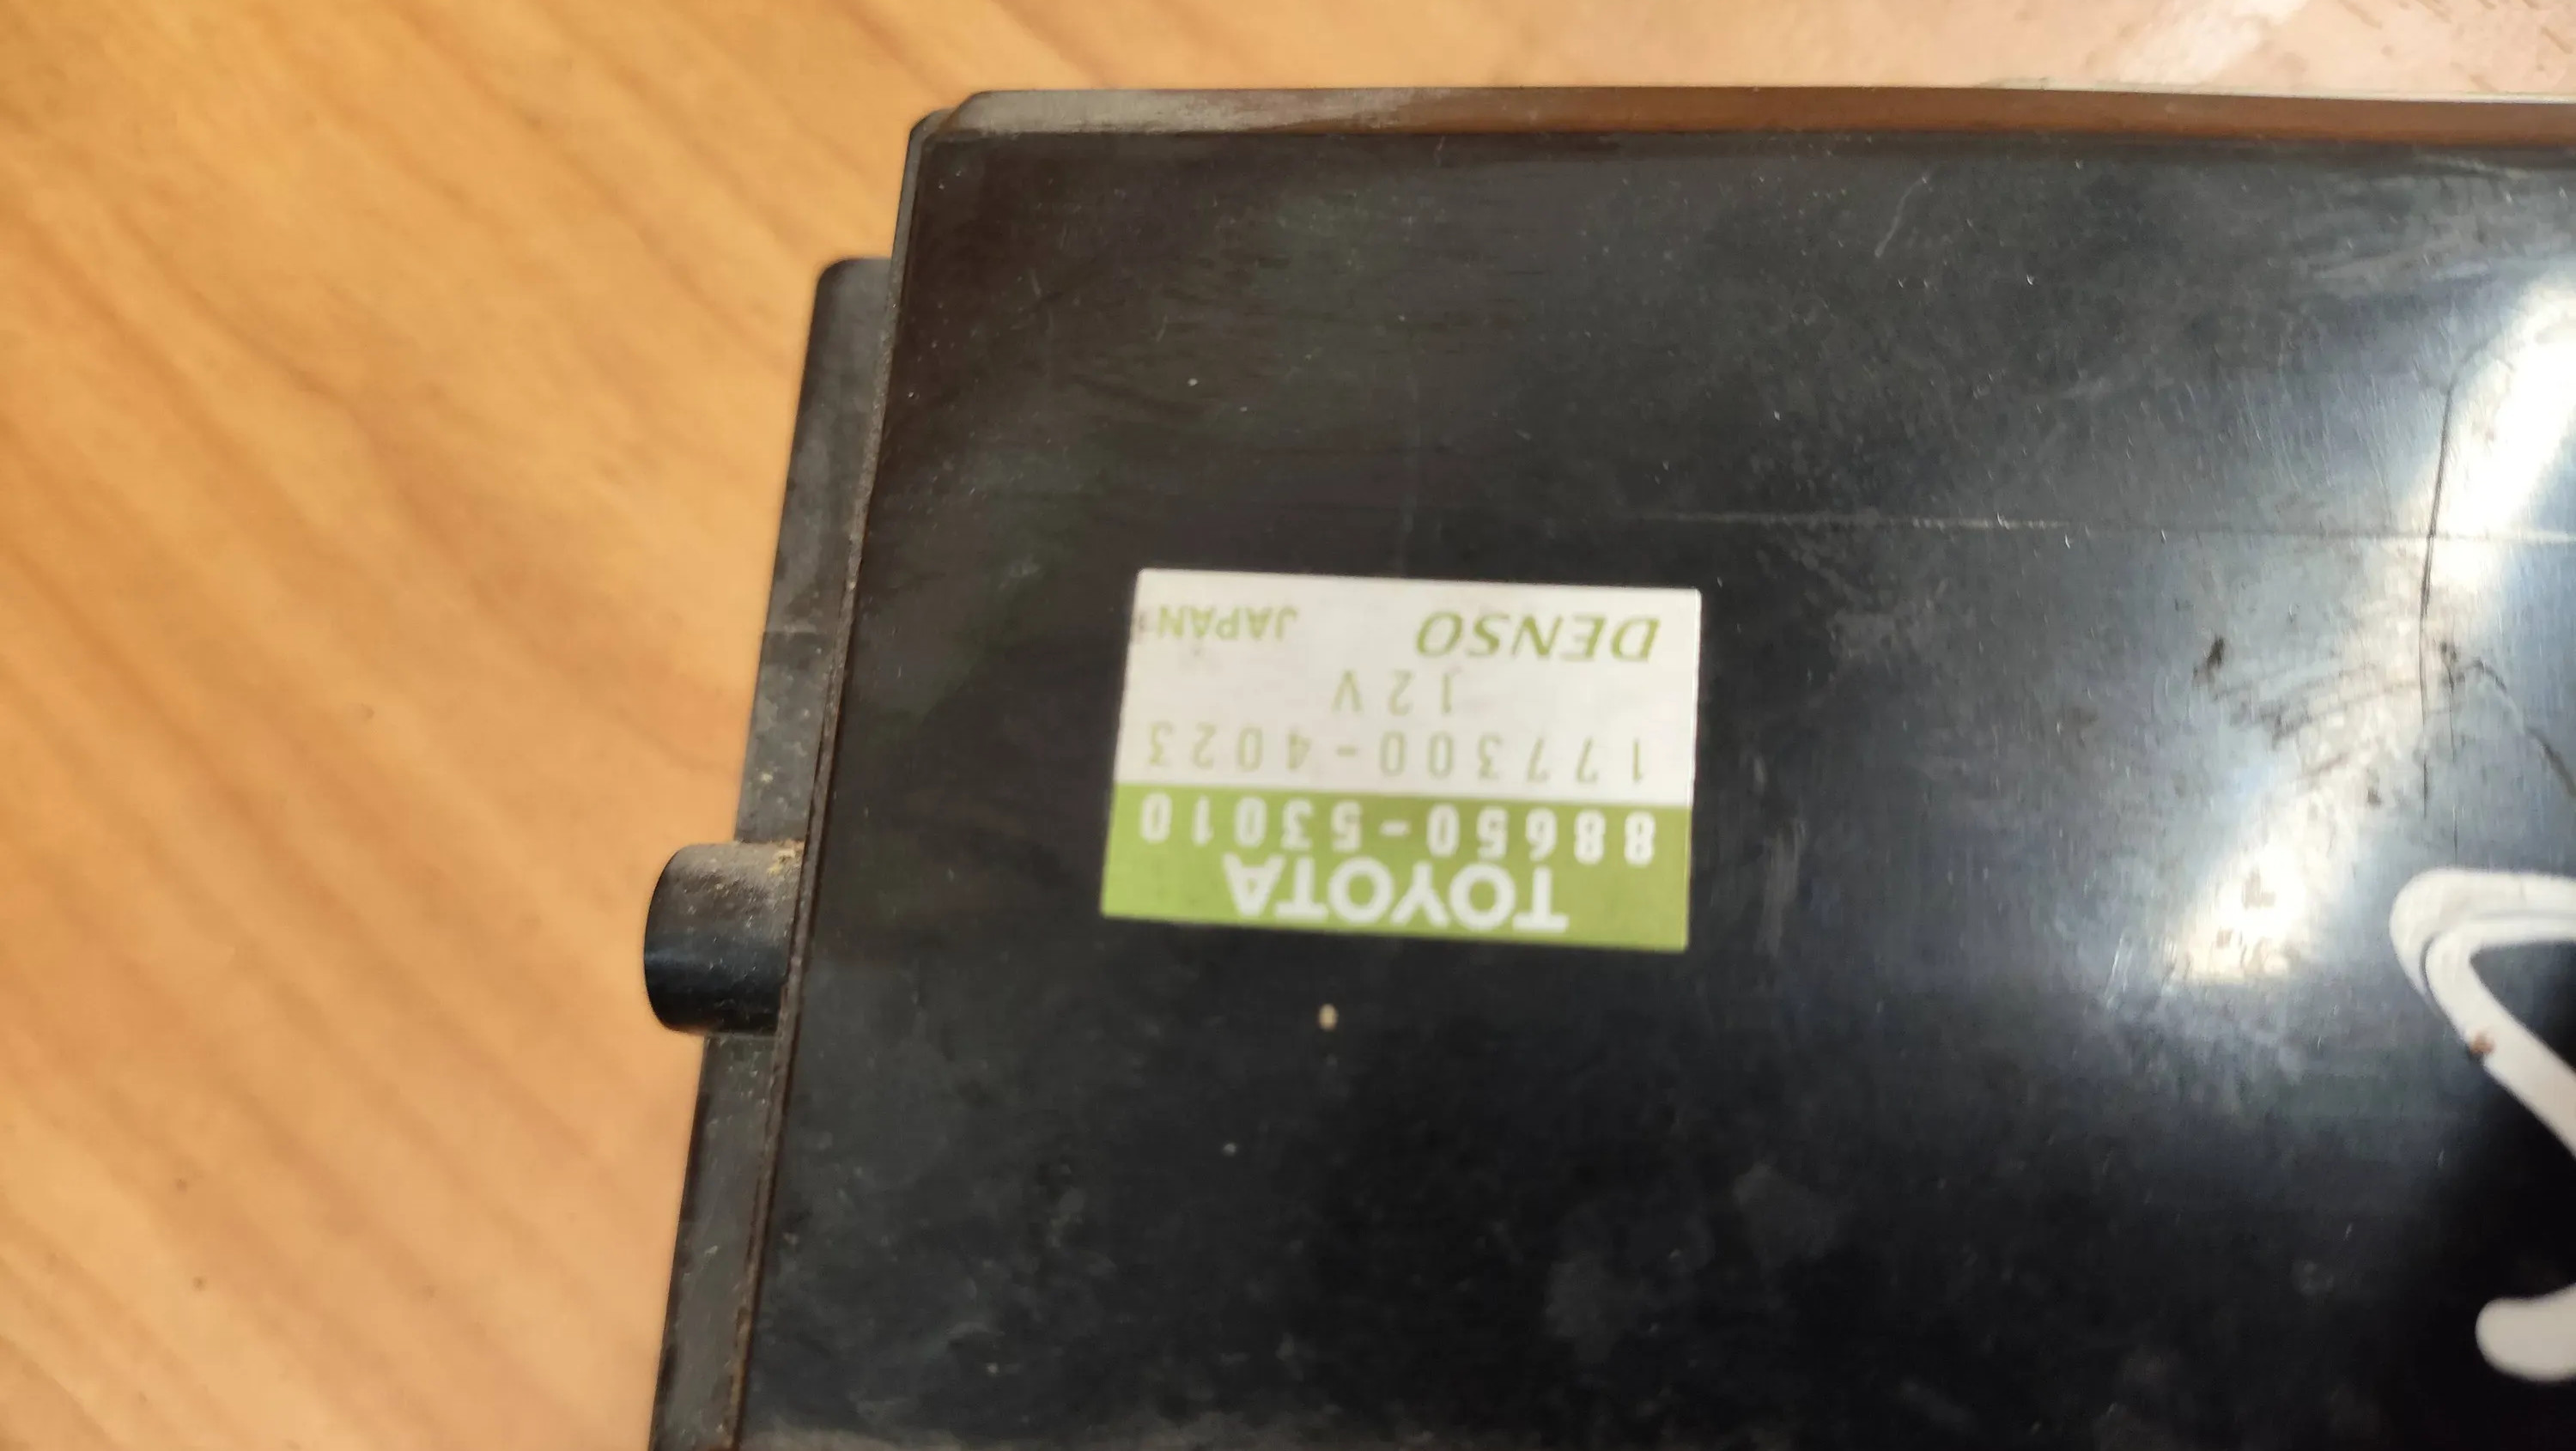 TOYOTA
88650-53010
177300-4023
12V
DENSO JAPAN